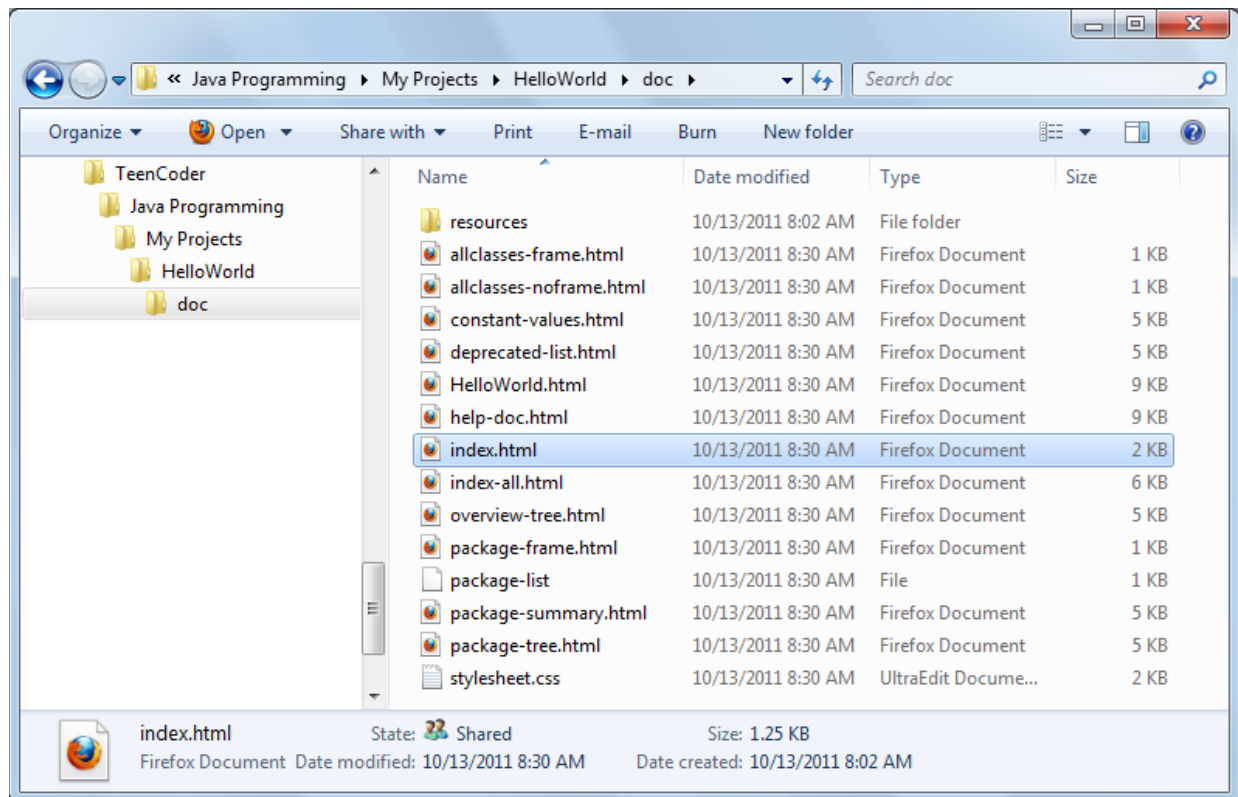 « Java Programming ▸ My Projects ▸ HelloWorld ▸ doc ▸ Search doc
Organize Open Share with Print E-mail Burn New folder
TeenCoder
Java Programming
My Projects
HelloWorld
doc
Name Date modified Type Size
resources 10/13/2011 8:02 AM File folder
allclasses-frame.html 10/13/2011 8:30 AM Firefox Document 1 KB
allclasses-noframe.html 10/13/2011 8:30 AM Firefox Document 1 KB
constant-values.html 10/13/2011 8:30 AM Firefox Document 5 KB
deprecated-list.html 10/13/2011 8:30 AM Firefox Document 5 KB
HelloWorld.html 10/13/2011 8:30 AM Firefox Document 9 KB
help-doc.html 10/13/2011 8:30 AM Firefox Document 9 KB
index.html 10/13/2011 8:30 AM Firefox Document 2 KB
index-all.html 10/13/2011 8:30 AM Firefox Document 6 KB
overview-tree.html 10/13/2011 8:30 AM Firefox Document 5 KB
package-frame.html 10/13/2011 8:30 AM Firefox Document 1 KB
package-list 10/13/2011 8:30 AM File 1 KB
package-summary.html 10/13/2011 8:30 AM Firefox Document 5 KB
package-tree.html 10/13/2011 8:30 AM Firefox Document 5 KB
stylesheet.css 10/13/2011 8:30 AM UltraEdit Docume... 2 KB
index.html State: Shared Size: 1.25 KB
Firefox Document Date modified: 10/13/2011 8:30 AM Date created: 10/13/2011 8:02 AM